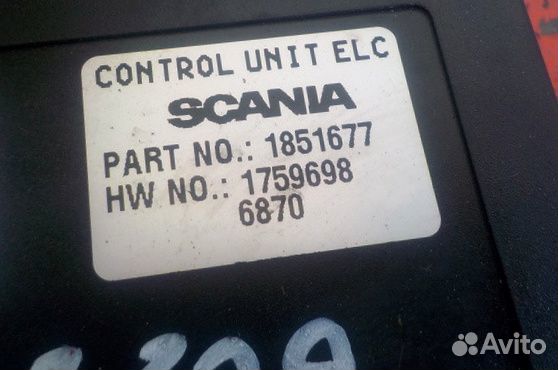 CONTROL UNIT ELC
SCANIA
PART NO.: 1851677
HW NO.: 1759698
6870
Avito